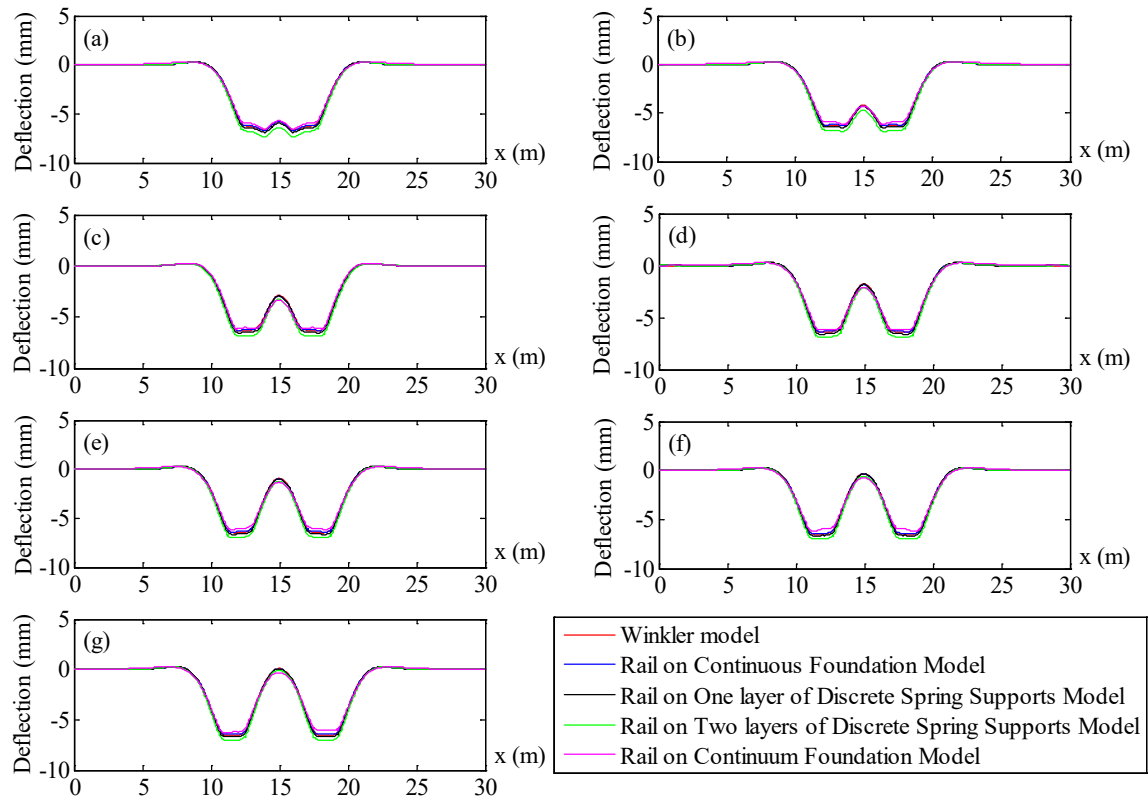 5
0
-5
-10
Deflection (mm)
(a)
0 5 10 15 20 25 30
x (m)
5
0
-5
-10
Deflection (mm)
(b)
0 5 10 15 20 25 30
x (m)
5
0
-5
-10
Deflection (mm)
(c)
0 5 10 15 20 25 30
x (m)
5
0
-5
-10
Deflection (mm)
(d)
0 5 10 15 20 25 30
x (m)
5
0
-5
-10
Deflection (mm)
(e)
0 5 10 15 20 25 30
x (m)
5
0
-5
-10
Deflection (mm)
(f)
0 5 10 15 20 25 30
x (m)
5
0
-5
-10
Deflection (mm)
(g)
0 5 10 15 20 25 30
x (m)
Winkler model
Rail on Continuous Foundation Model
Rail on One layer of Discrete Spring Supports Model
Rail on Two layers of Discrete Spring Supports Model
Rail on Continuum Foundation Model